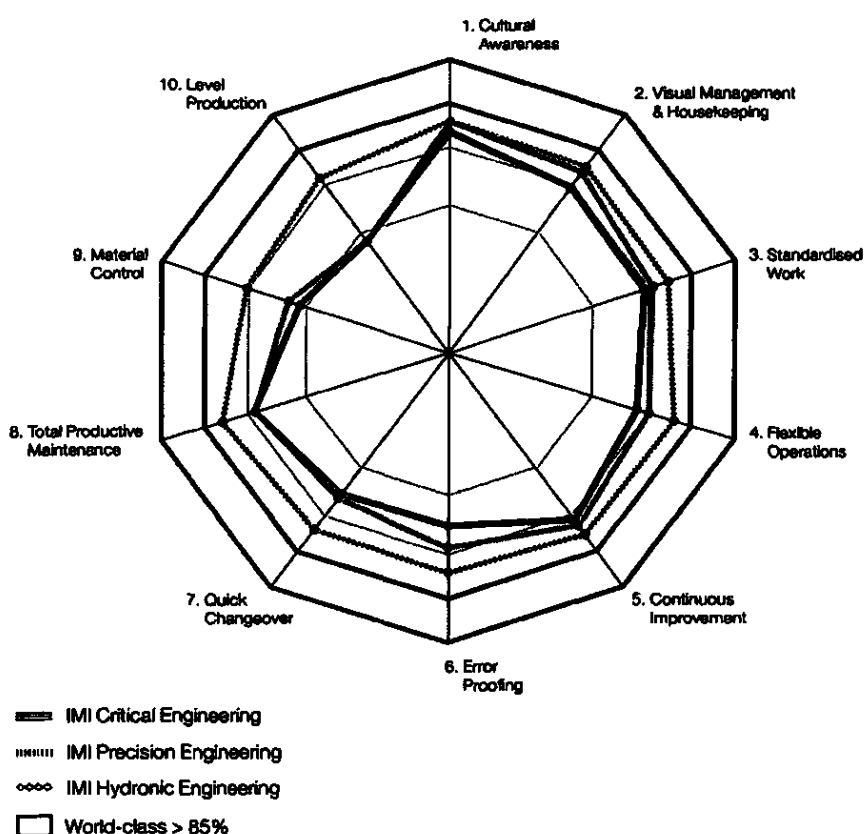 1. Cultural
Awareness
2. Visual Management
& Housekeeping
3. Standardised
Work
4. Flexible
Operations
5. Continuous
Improvement
6. Error
Proofing
7. Quick
Changeover
8. Total Productive
Maintenance
9. Material
Control
10. Level
Production
IMI Critical Engineering
IMI Precision Engineering
IMI Hydronic Engineering
World-class > 85%